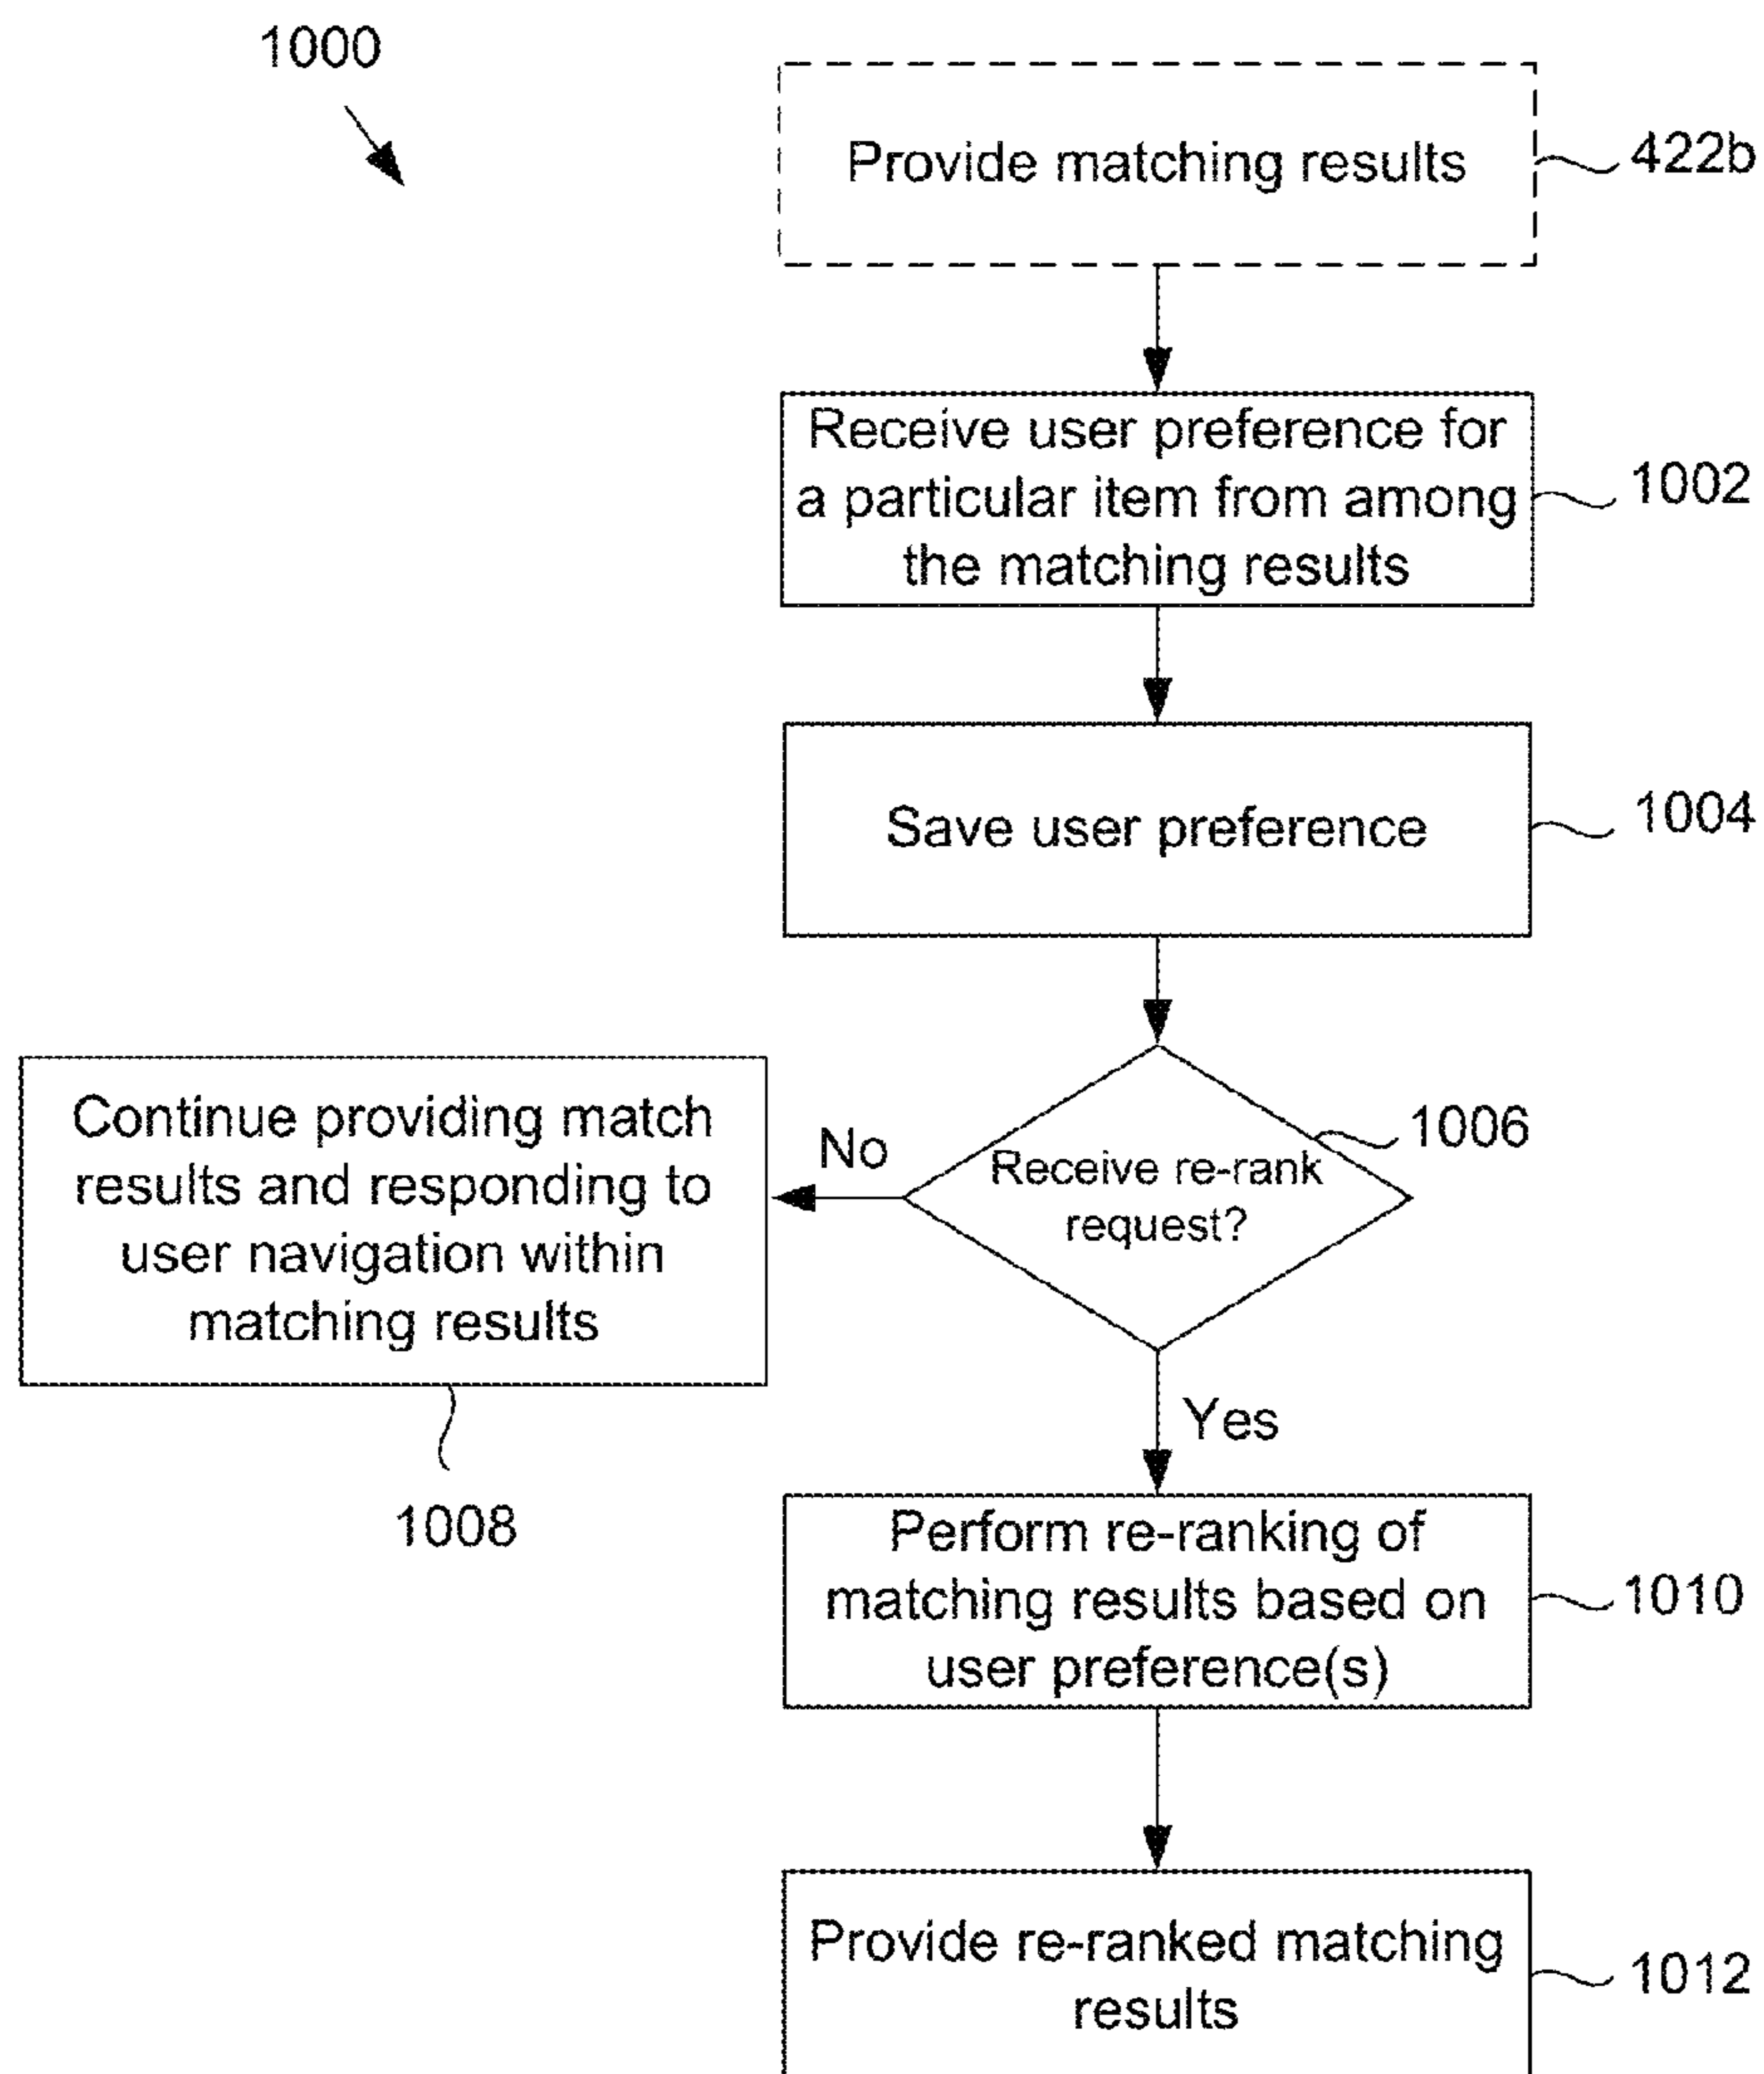 1000
Provide matching results
422b
Receive user preference for
a particular item from among
the matching results
1002
Save user preference
1004
Continue providing match
results and responding to
user navigation within
matching results
1008
No
Receive re-rank
request?
1006
Yes
Perform re-ranking of
matching results based on
user preference(s)
1010
Provide re-ranked matching
results
1012